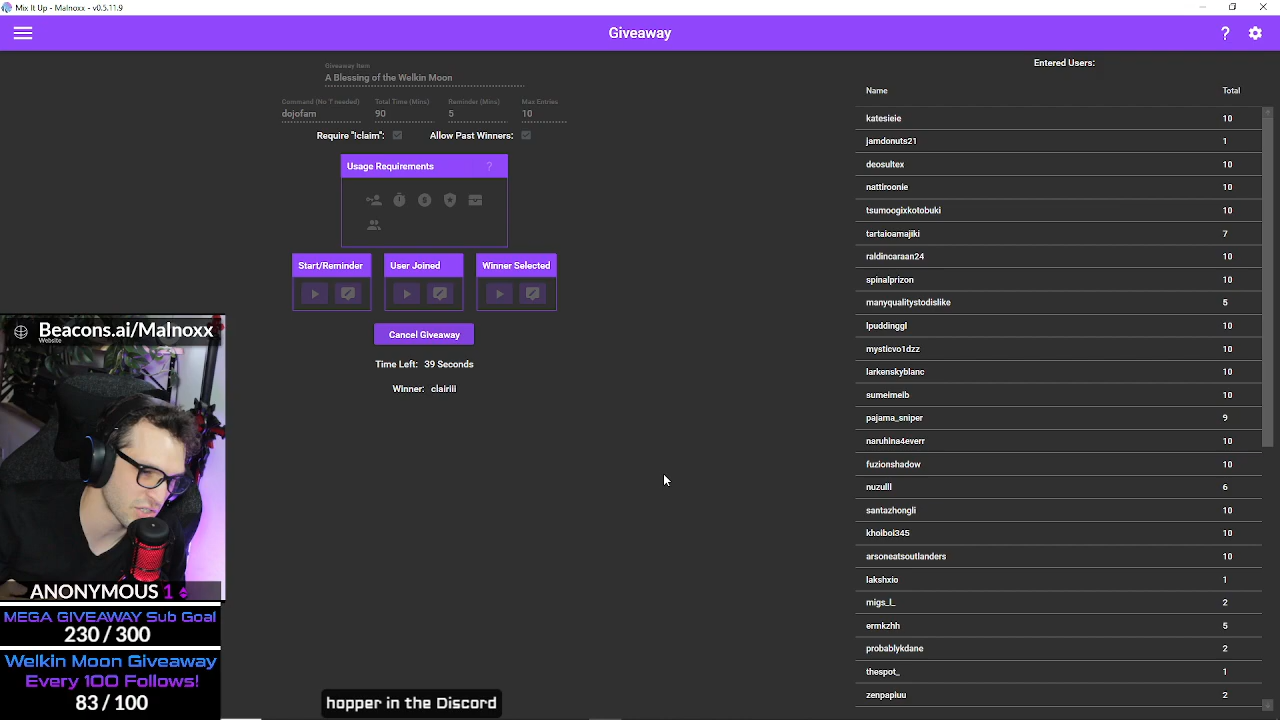 Mix It Up - Malnoxx - v0.5.11.9
Giveaway
?
Giveaway Item
A Blessing of the Welkin Moon
Command (No '!' needed)
Total Time (Mins)
Reminder (Mins)
Max Entries
dojofam
90
5
10
Require "!claim":
Allow Past Winners:
Usage Requirements
?
Start/Reminder
User Joined
Winner Selected
Cancel Giveaway
Time Left: 39 Seconds
Winner: clairiii
Entered Users:
Name Total
katesieie 10
jamdonuts21 1
deosultex 10
nattiroonie 10
tsumoogixkotobuki 10
tartaioamajiki 7
raldincaraan24 10
spinalprizon 10
manyqualitystodislike 5
lpuddinggl 10
mysticvo1dzz 10
larkenskyblanc 10
sumelmelb 10
pajama_sniper 9
naruhina4everr 10
fuzionshadow 10
nuzulll 6
santazhongli 10
kholbol345 10
arsoneatsoutlanders 10
lakshxio 1
migs_l_ 2
ermkzhh 5
probablykdane 2
thespot_ 1
zenpapluu 2
Beacons.ai/Malnoxx
Website
ANONYMOUS 1
MEGA GIVEAWAY Sub Goal
230 / 300
Welkin Moon Giveaway
Every 100 Follows!
83 / 100
hopper in the Discord